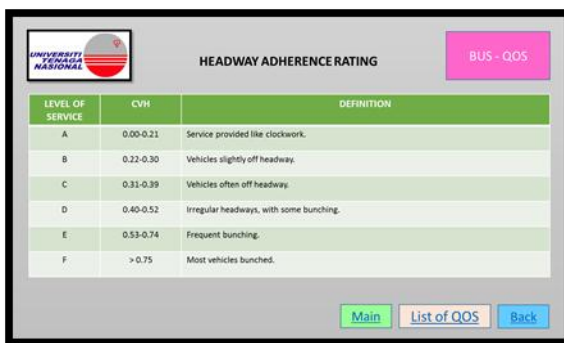 UNIVERSITI
TENAGA
NASIONAL
HEADWAY ADHERENCE RATING
BUS - QOS
LEVEL OF SERVICE CVH DEFINITION
A 0.00-0.21 Service provided like clockwork.
B 0.22-0.30 Vehicles slightly off headway.
C 0.31-0.39 Vehicles often off headway.
D 0.40-0.52 Irregular headways, with some bunching.
E 0.53-0.74 Frequent bunching.
F > 0.75 Most vehicles bunched.
Main List of QOS Back